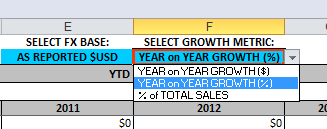 E F
SELECT FX BASE: SELECT GROWTH METRIC:
AS REPORTED $USD YEAR on YEAR GROWTH (%)
YTD
YEAR on YEAR GROWTH ($)
YEAR on YEAR GROWTH (%)
% of TOTAL SALES
2011 2012
$0 $0